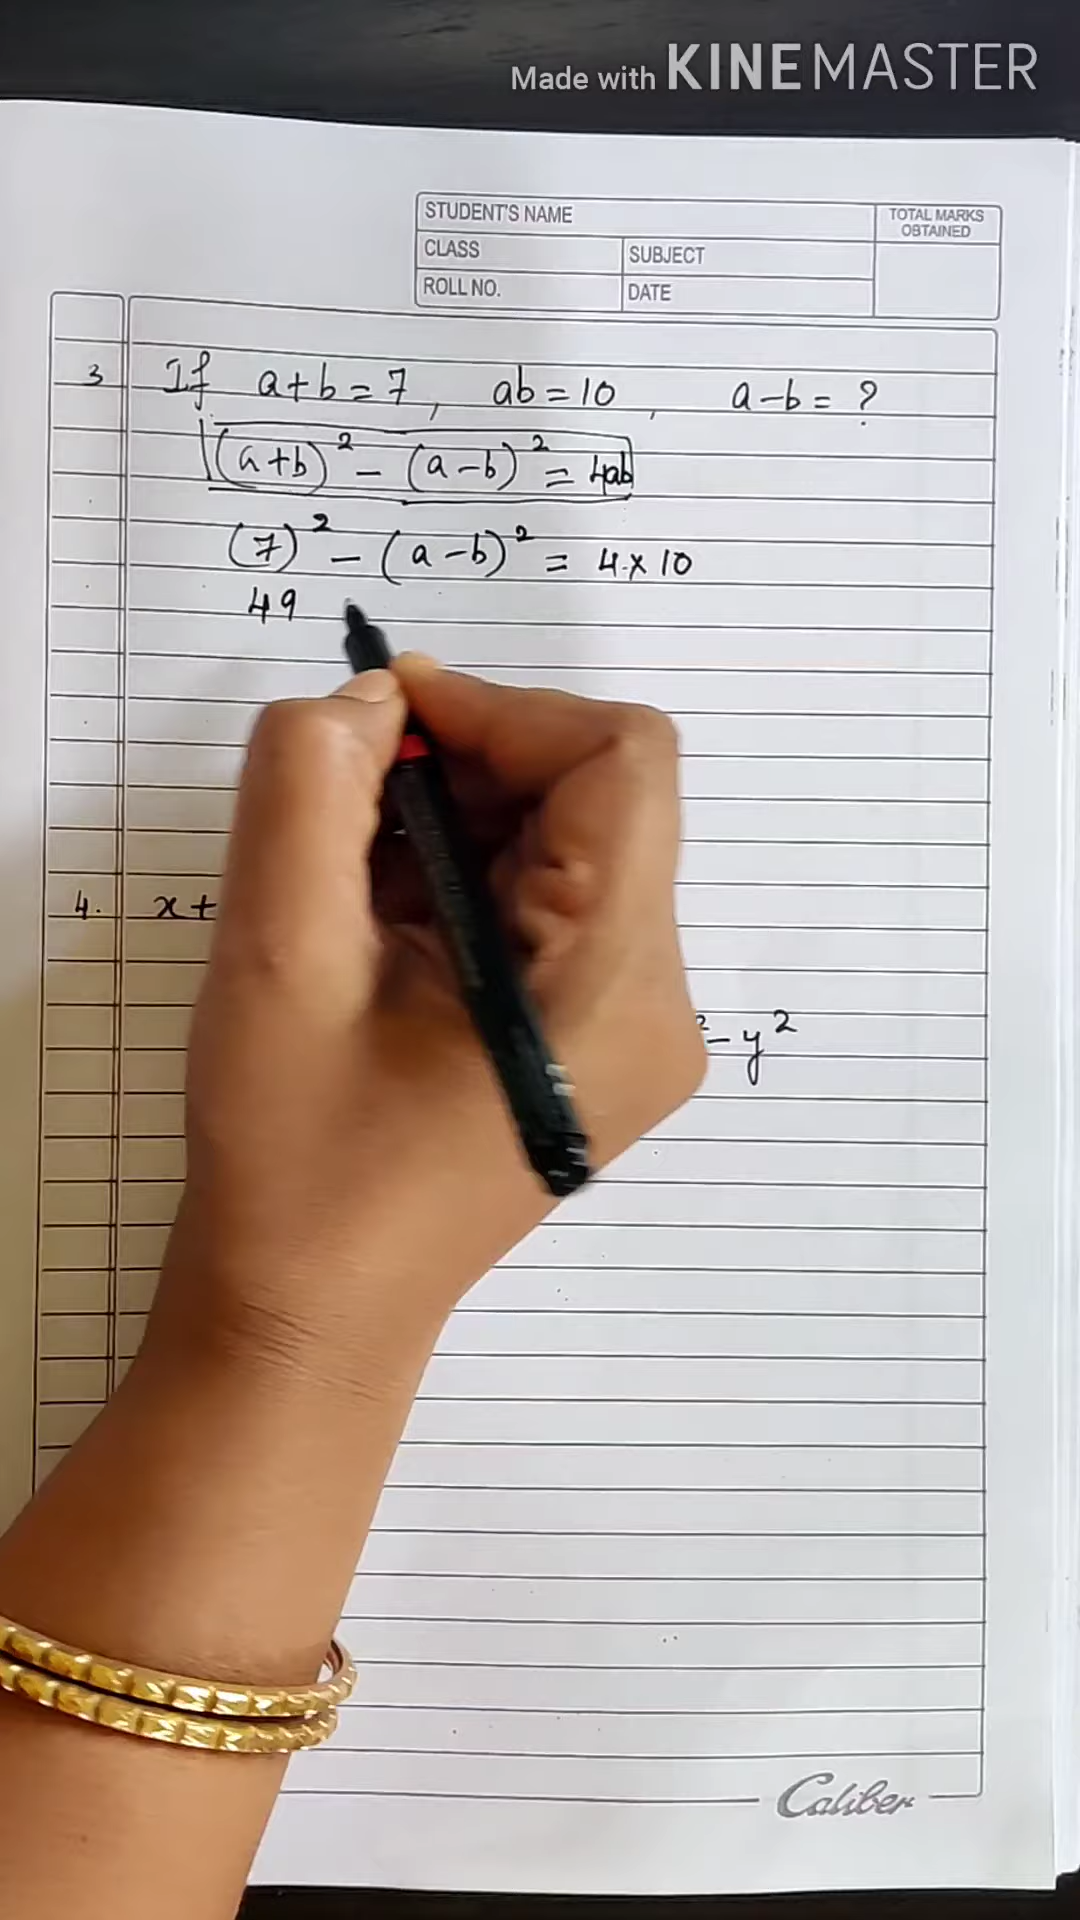 Made with KINEMASTER
STUDENT'S NAME
TOTAL MARKS OBTAINED
CLASS
SUBJECT
ROLL NO.
DATE
3 If a+b=7, ab=10, a-b=?
(a+b)² - (a-b)² = 4ab
(7)² - (a-b)² = 4×10
49
4. x+
² - y²
Caliber